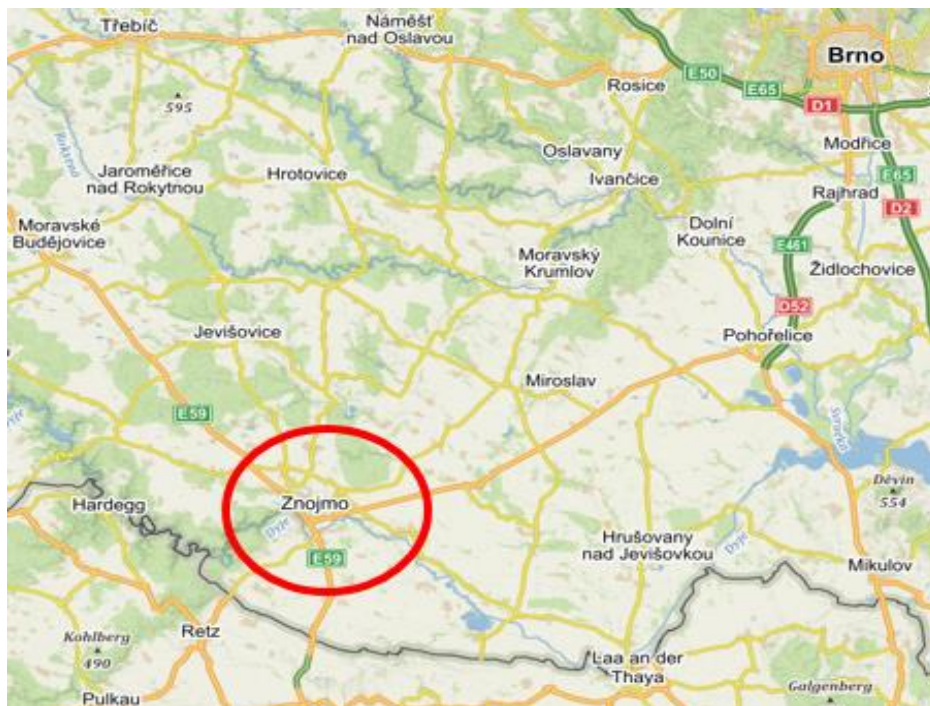 Třebíč
Náměšť
nad Oslavou
Brno
E50
E65
Rosice
D1
595
Rokytná
Oslavany
Modřice
Jaroměřice
nad Rokytnou
Hrotovice
Ivančice
E65
Rajhrad
D2
Moravské
Budějovice
Dolní
Kounice
E461
Moravský
Krumlov
Židlochovice
D52
Jevišovice
Pohořelice
Miroslav
E59
Svratka
Děvín
554
Hardegg
Znojmo
Dyje
Hrušovany
nad Jevišovkou
Dyje
E59
Mikulov
Retz
Kohlberg
490
Laa an der
Thaya
Galgenberg
Pulkau